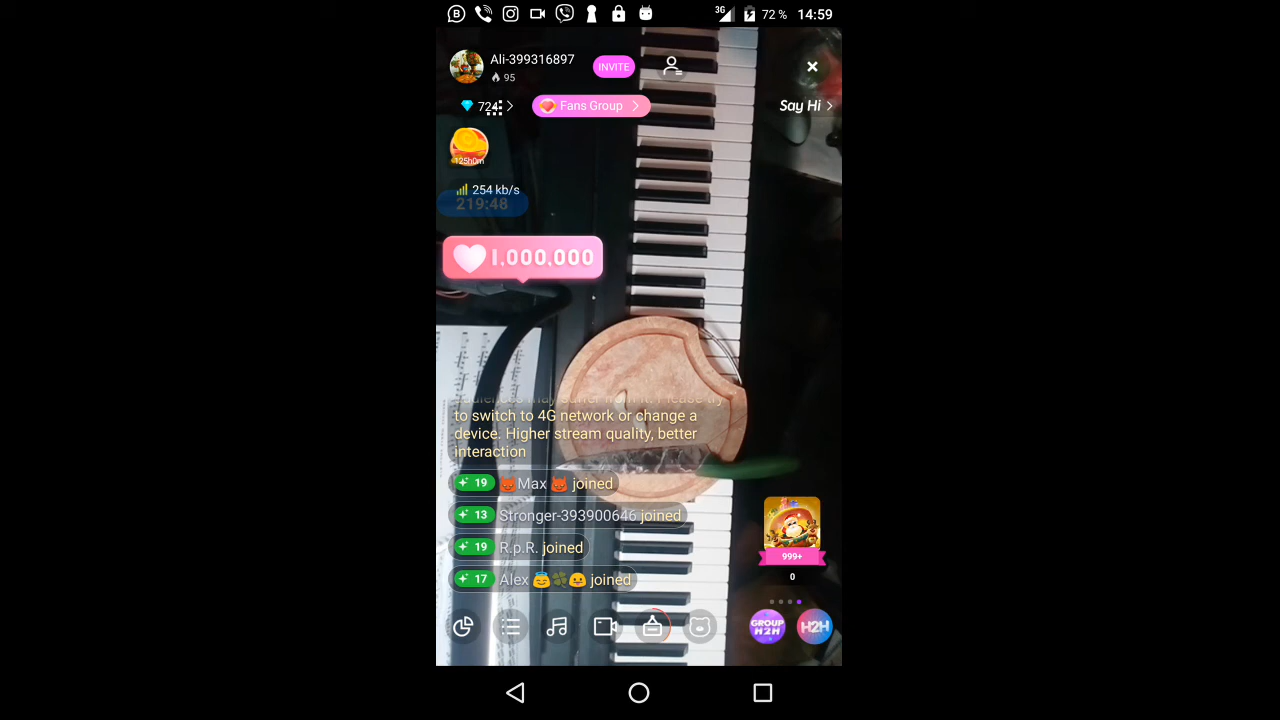 3G 72 % 14:59
Ali-399316897
95
INVITE
724
Fans Group
Say Hi
125h0m
254 kb/s
219:48
1,000,000
to switch to 4G network or change a
device. Higher stream quality, better
interaction
19 Max joined
13 Stronger-393900646 joined
19 R.p.R. joined
17 Alex joined
999+
0
GROUP
H2H
H2H